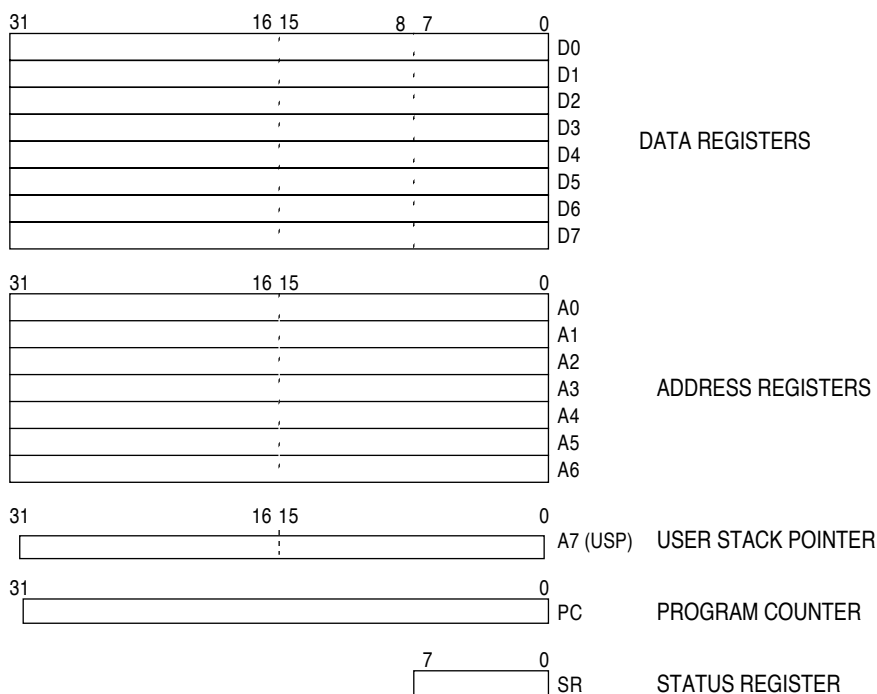 31 16 15 8 7 0
D0
D1
D2
D3
D4
D5
D6
D7
DATA REGISTERS
31 16 15 0
A0
A1
A2
A3
A4
A5
A6
ADDRESS REGISTERS
31 16 15 0
A7 (USP) USER STACK POINTER
31 0
PC PROGRAM COUNTER
7 0
SR STATUS REGISTER